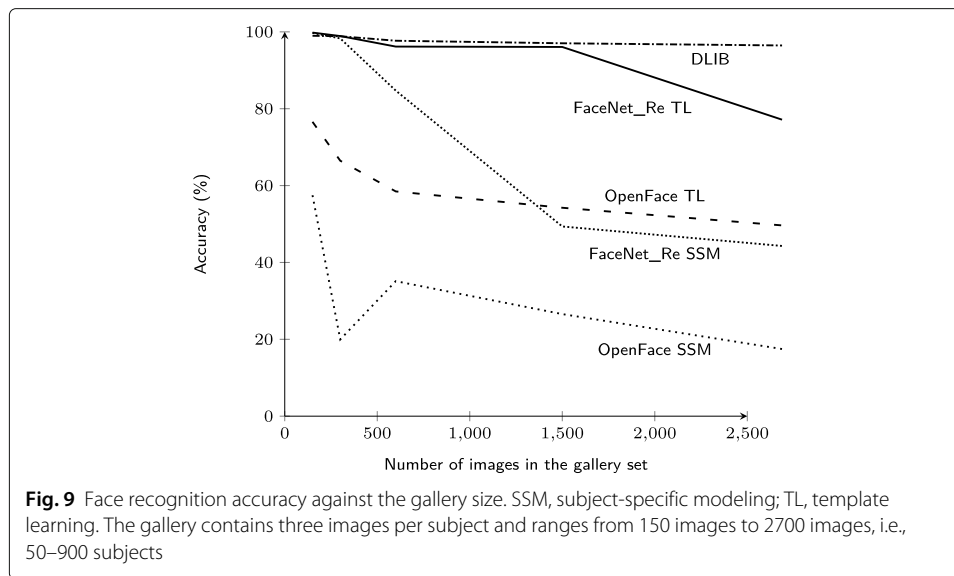 100
80
60
40
20
0
Accuracy (%)
DLIB
FaceNet_Re TL
OpenFace TL
FaceNet_Re SSM
OpenFace SSM
0 500 1,000 1,500 2,000 2,500
Number of images in the gallery set
Fig. 9 Face recognition accuracy against the gallery size. SSM, subject-specific modeling; TL, template
learning. The gallery contains three images per subject and ranges from 150 images to 2700 images, i.e.,
50–900 subjects